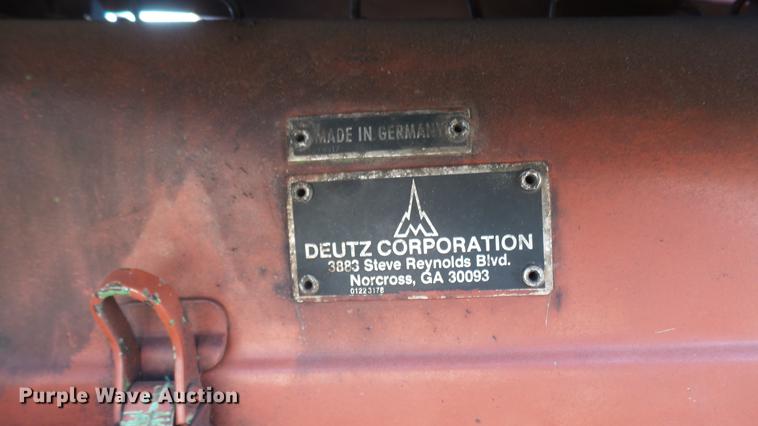 MADE IN GERMANY
DEUTZ CORPORATION
3883 Steve Reynolds Blvd.
Norcross, GA 30093
01223178
Purple Wave Auction